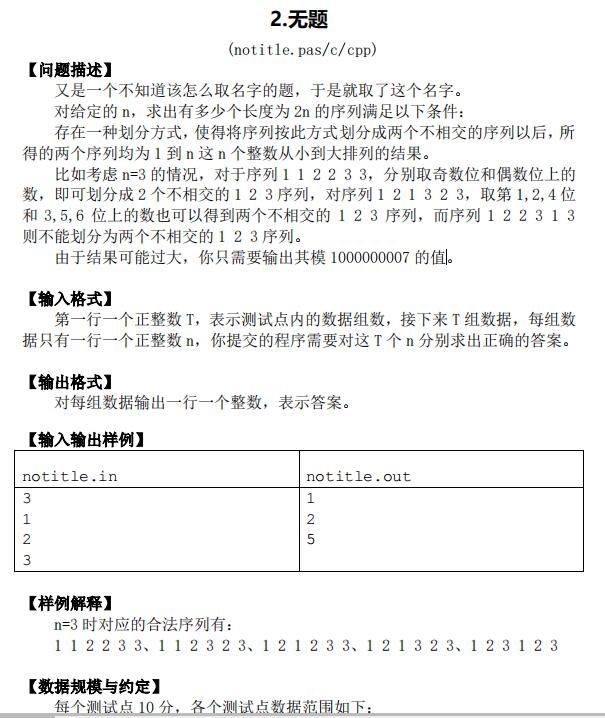 2.无题
(notitle.pas/c/cpp)
【问题描述】
又是一个不知道该怎么取名字的题，于是就取了这个名字。
对给定的 n，求出有多少个长度为 2n 的序列满足以下条件：
存在一种划分方式，使得将序列按此方式划分成两个不相交的序列以后，所
得的两个序列均为 1 到 n 这 n 个整数从小到大排列的结果。
比如考虑 n=3 的情况，对于序列 1 1 2 2 3 3，分别取奇数位和偶数位上的
数，即可划分成 2 个不相交的 1 2 3 序列，对序列 1 2 1 3 2 3，取第 1,2,4 位
和 3,5,6 位上的数也可以得到两个不相交的 1 2 3 序列，而序列 1 2 2 3 1 3
则不能划分为两个不相交的 1 2 3 序列。
由于结果可能过大，你只需要输出其模 1000000007 的值。
【输入格式】
第一行一个正整数 T，表示测试点内的数据组数，接下来 T 组数据，每组数
据只有一行一个正整数 n，你提交的程序需要对这 T 个 n 分别求出正确的答案。
【输出格式】
对每组数据输出一行一个整数，表示答案。
【输入输出样例】
notitle.in notitle.out
3 1
1 2
2 5
3
【样例解释】
n=3 时对应的合法序列有：
1 1 2 2 3 3、1 1 2 3 2 3、1 2 1 2 3 3、1 2 1 3 2 3、1 2 3 1 2 3
【数据规模与约定】
每个测试点 10 分，各个测试点数据范围如下：